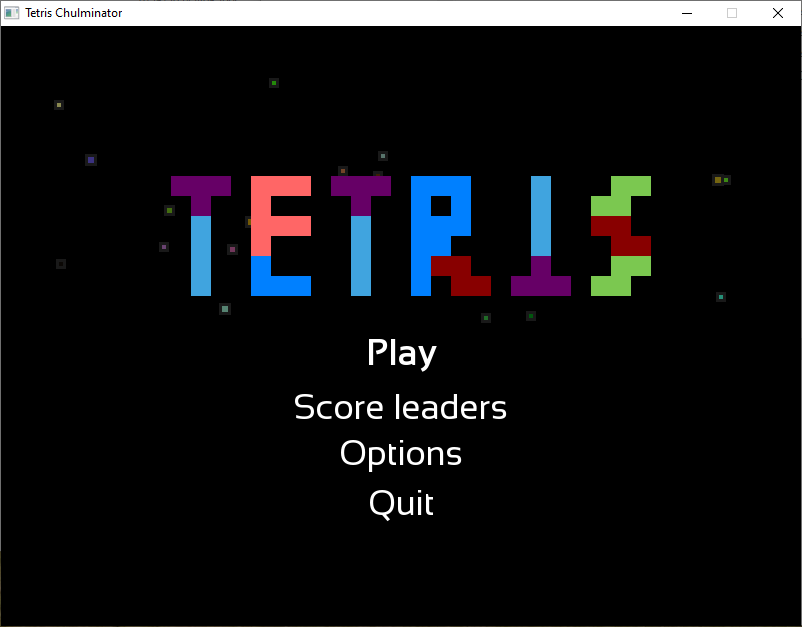 Tetris Chulminator
TETRIS
Play
Score leaders
Options
Quit